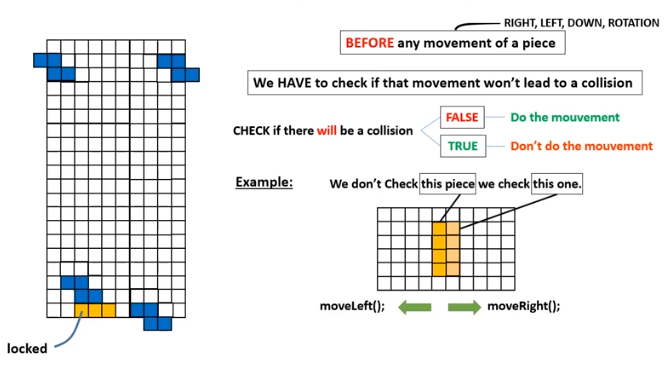 RIGHT, LEFT, DOWN, ROTATION
BEFORE any movement of a piece
We HAVE to check if that movement won't lead to a collision
CHECK if there will be a collision
FALSE
Do the mouvement
TRUE
Don't do the mouvement
Example:
We don't Check this piece we check this one.
moveLeft();
moveRight();
locked